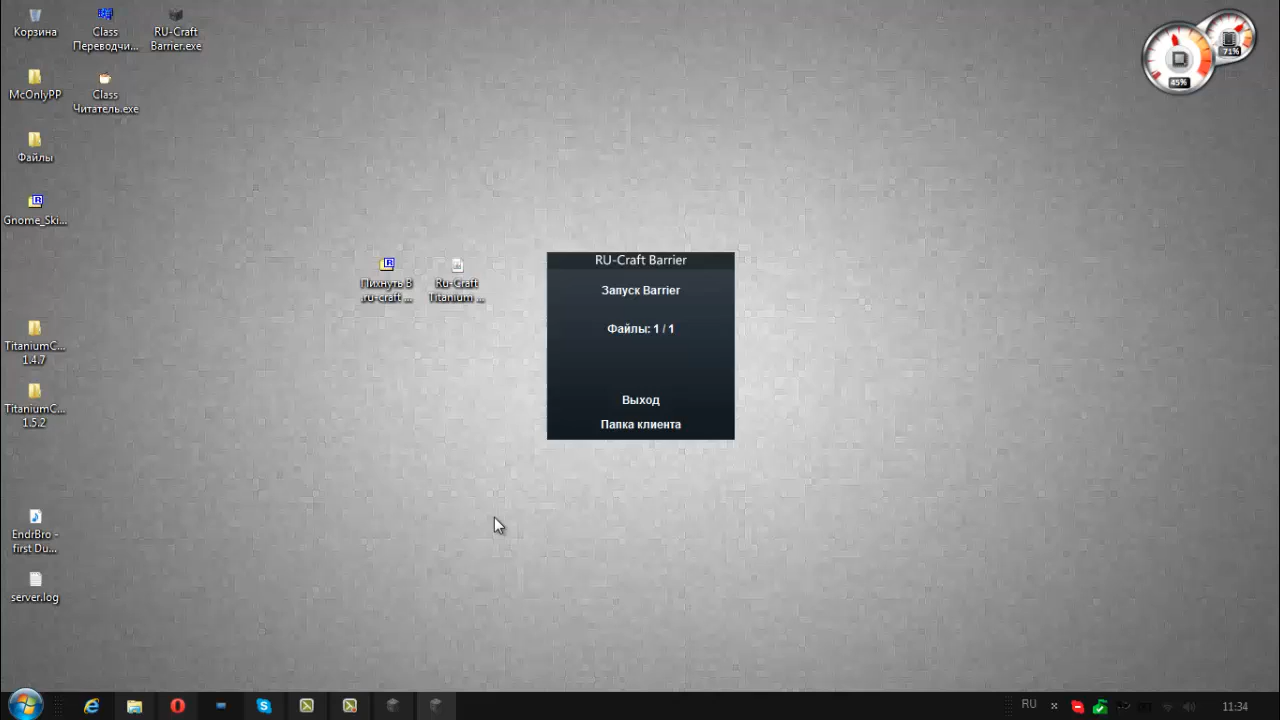 Корзина
Class
Переводчи...
RU-Craft
Barrier.exe
McOnlyPP
Class
Читатель.exe
Файлы
Gnome_Ski...
Пихнуть В
.ru-craft ...
Ru-Craft
Titanium ...
TitaniumC...
1.4.7
TitaniumC...
1.5.2
EndrBro -
first Du...
server.log
RU-Craft Barrier
Запуск Barrier
Файлы: 1 / 1
Выход
Папка клиента
45%
71%
RU
11:34